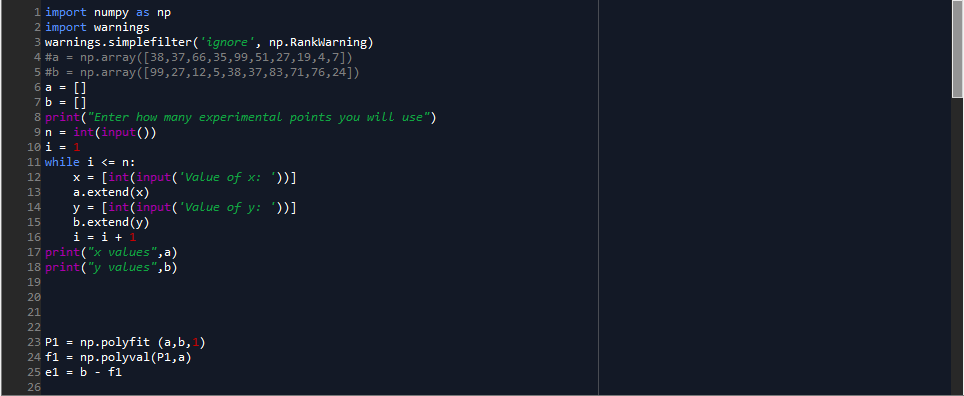 1 import numpy as np
2 import warnings
3 warnings.simplefilter('ignore', np.RankWarning)
4 #a = np.array([38,37,66,35,99,51,27,19,4,7])
5 #b = np.array([99,27,12,5,38,37,83,71,76,24])
6 a = []
7 b = []
8 print("Enter how many experimental points you will use")
9 n = int(input())
10 i = 1
11 while i <= n:
12     x = [int(input('Value of x: '))]
13     a.extend(x)
14     y = [int(input('Value of y: '))]
15     b.extend(y)
16     i = i + 1
17 print("x values",a)
18 print("y values",b)
19
20
21
22
23 P1 = np.polyfit (a,b,1)
24 f1 = np.polyval(P1,a)
25 e1 = b - f1
26